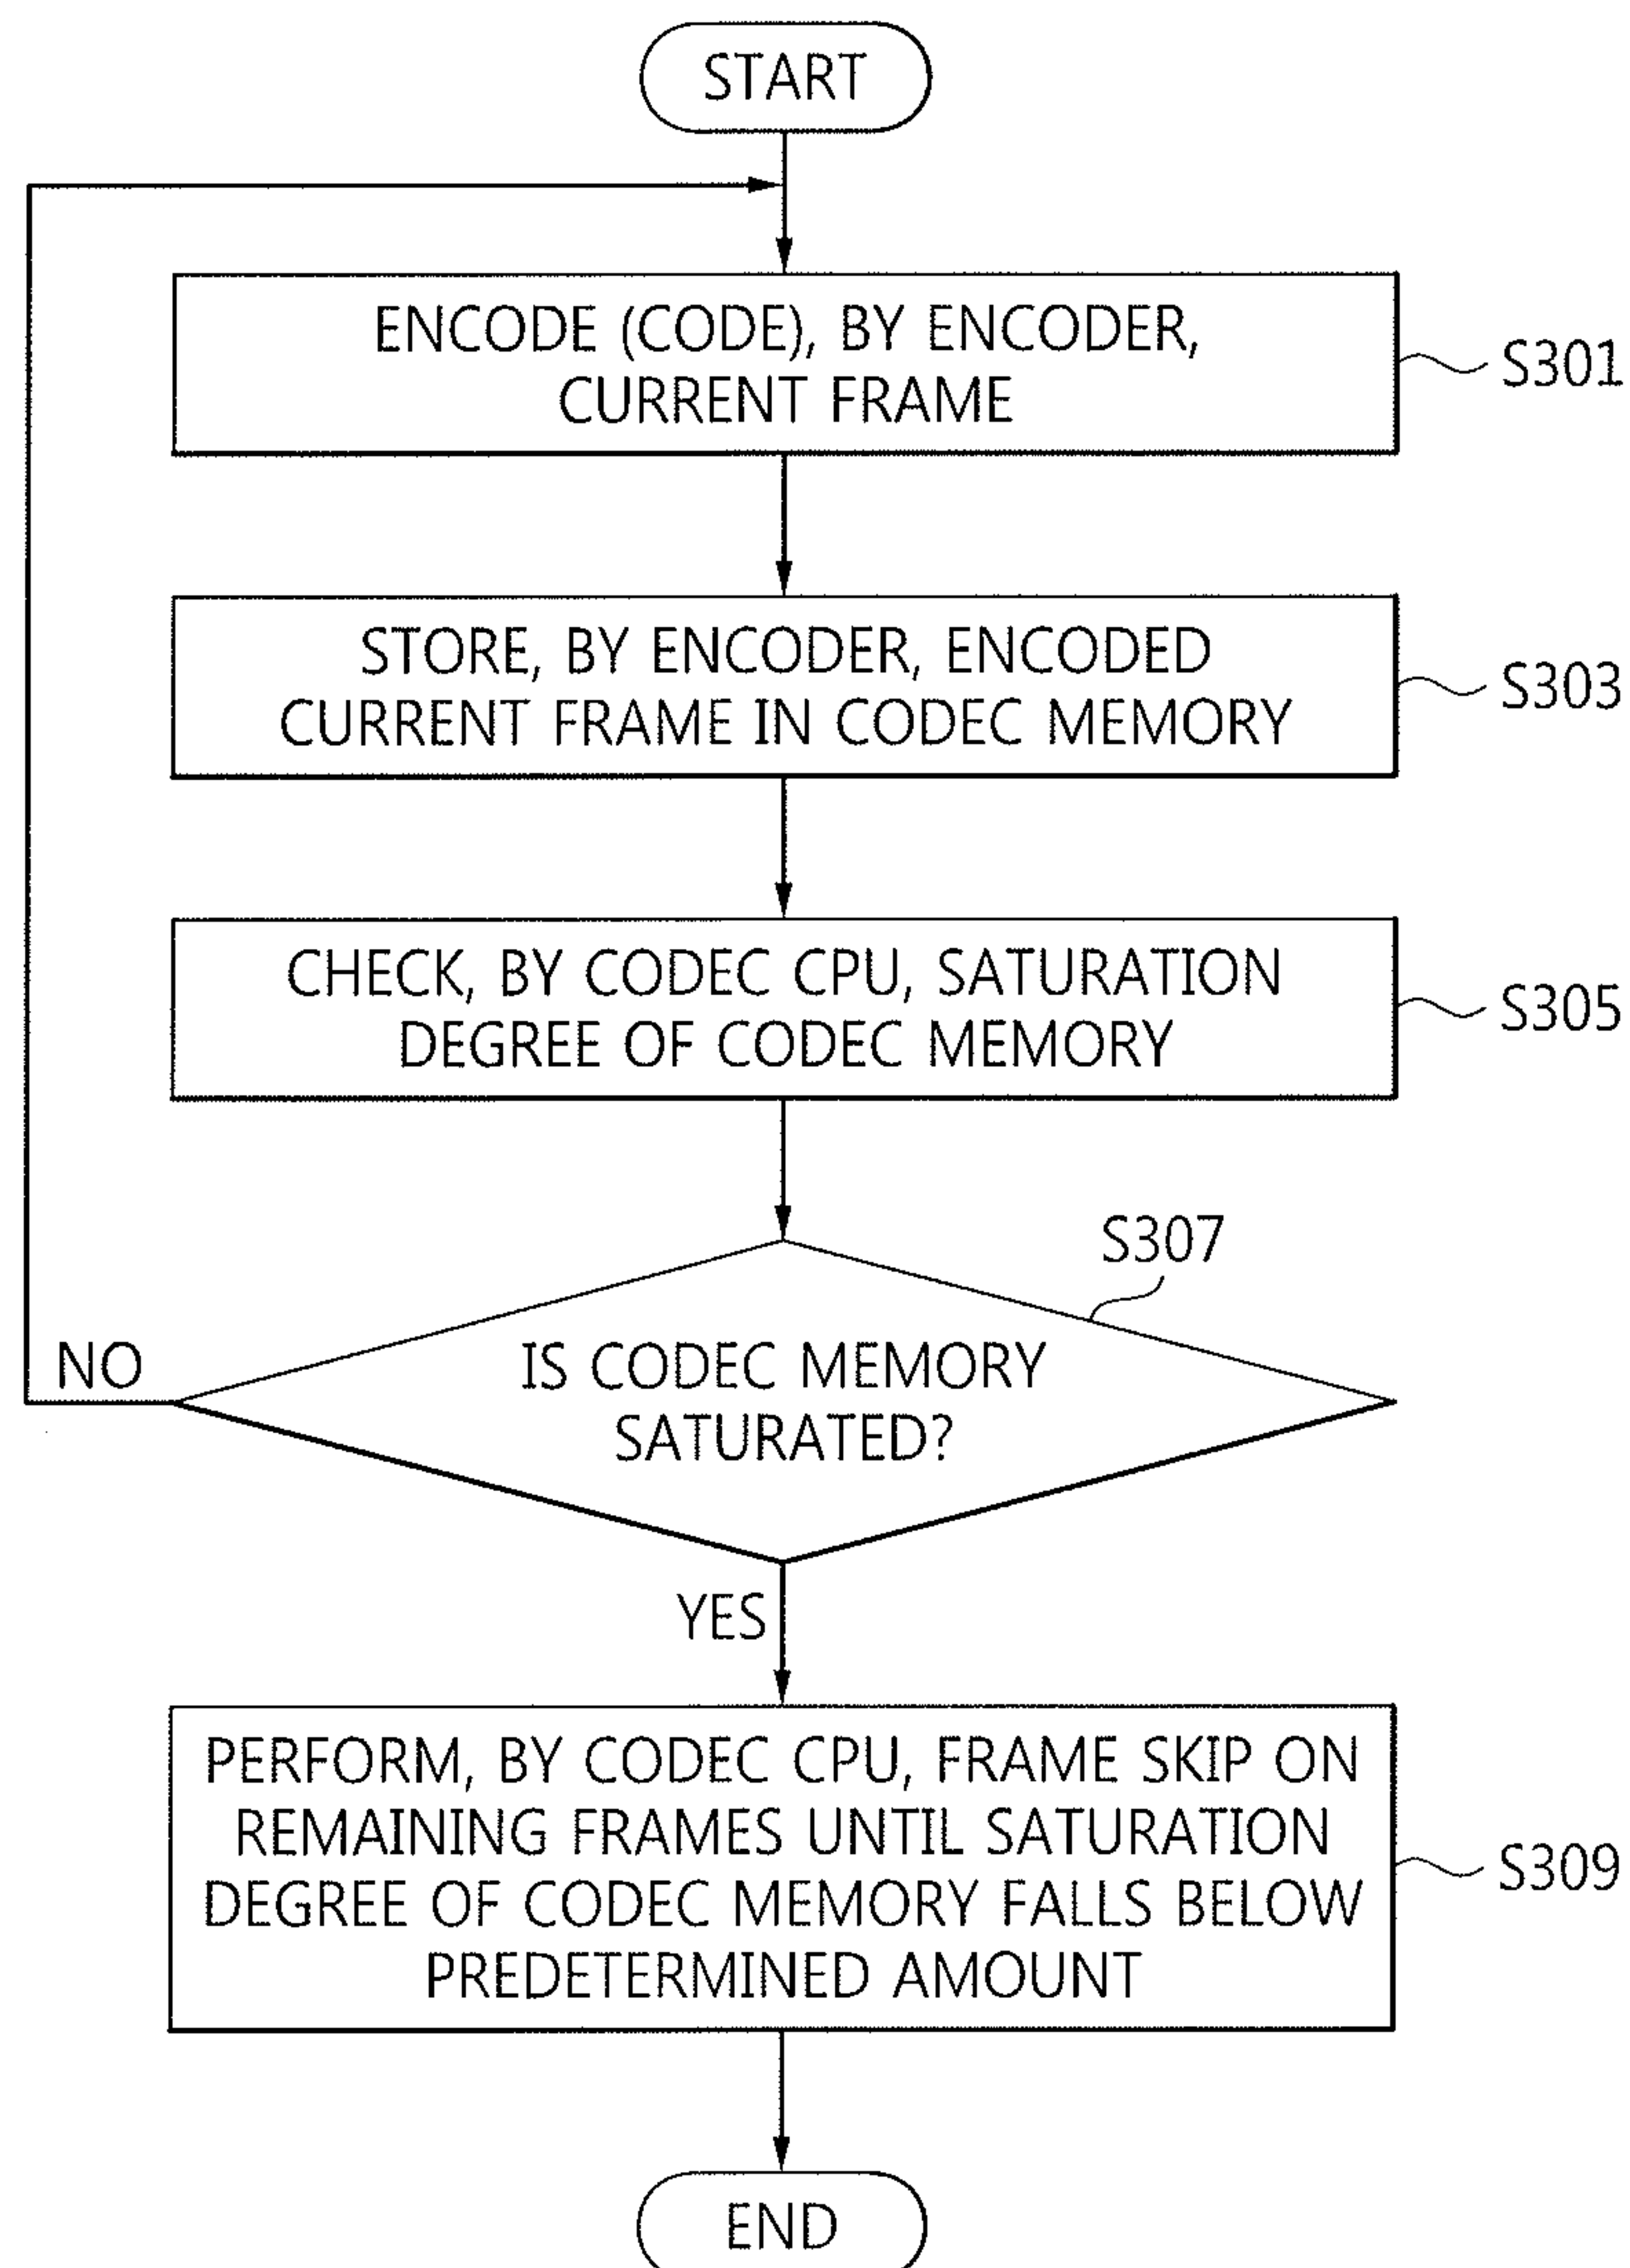 START
ENCODE (CODE), BY ENCODER,
CURRENT FRAME
S301
STORE, BY ENCODER, ENCODED
CURRENT FRAME IN CODEC MEMORY
S303
CHECK, BY CODEC CPU, SATURATION
DEGREE OF CODEC MEMORY
S305
S307
NO
IS CODEC MEMORY
SATURATED?
YES
PERFORM, BY CODEC CPU, FRAME SKIP ON
REMAINING FRAMES UNTIL SATURATION
DEGREE OF CODEC MEMORY FALLS BELOW
PREDETERMINED AMOUNT
S309
END